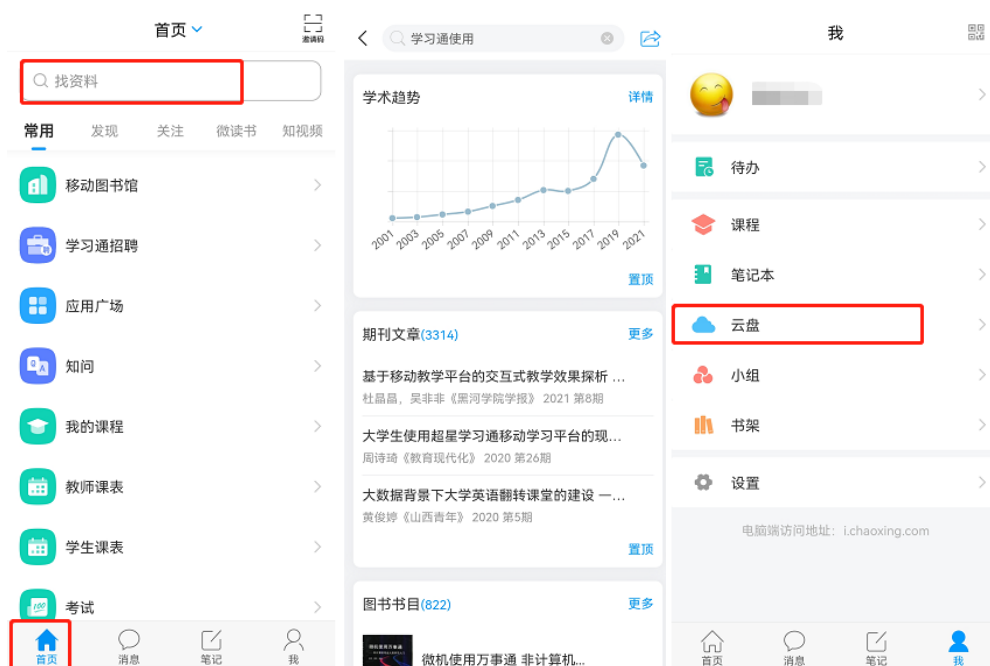 首页
邀请码
找资料
常用 发现 关注 微读书 知视频
移动图书馆
学习通招聘
应用广场
知问
我的课程
教师课表
学生课表
考试
首页 消息 笔记 我
学习通使用
学术趋势 详情
2001 2003 2005 2007 2009 2011 2013 2015 2017 2019 2021
置顶
期刊文章(3314) 更多
基于移动教学平台的交互式教学效果探析 ...
杜晶晶，吴非非《黑河学院学报》 2021 第8期
大学生使用超星学习通移动学习平台的现...
周诗琦《教育现代化》 2020 第26期
大数据背景下大学英语翻转课堂的建设 一...
黄俊婷《山西青年》 2020 第5期
置顶
图书书目(822) 更多
微机使用万事通
微机使用万事通 非计算机...
我
待办
课程
笔记本
云盘
小组
书架
设置
电脑端访问地址：i.chaoxing.com
首页 消息 笔记 我